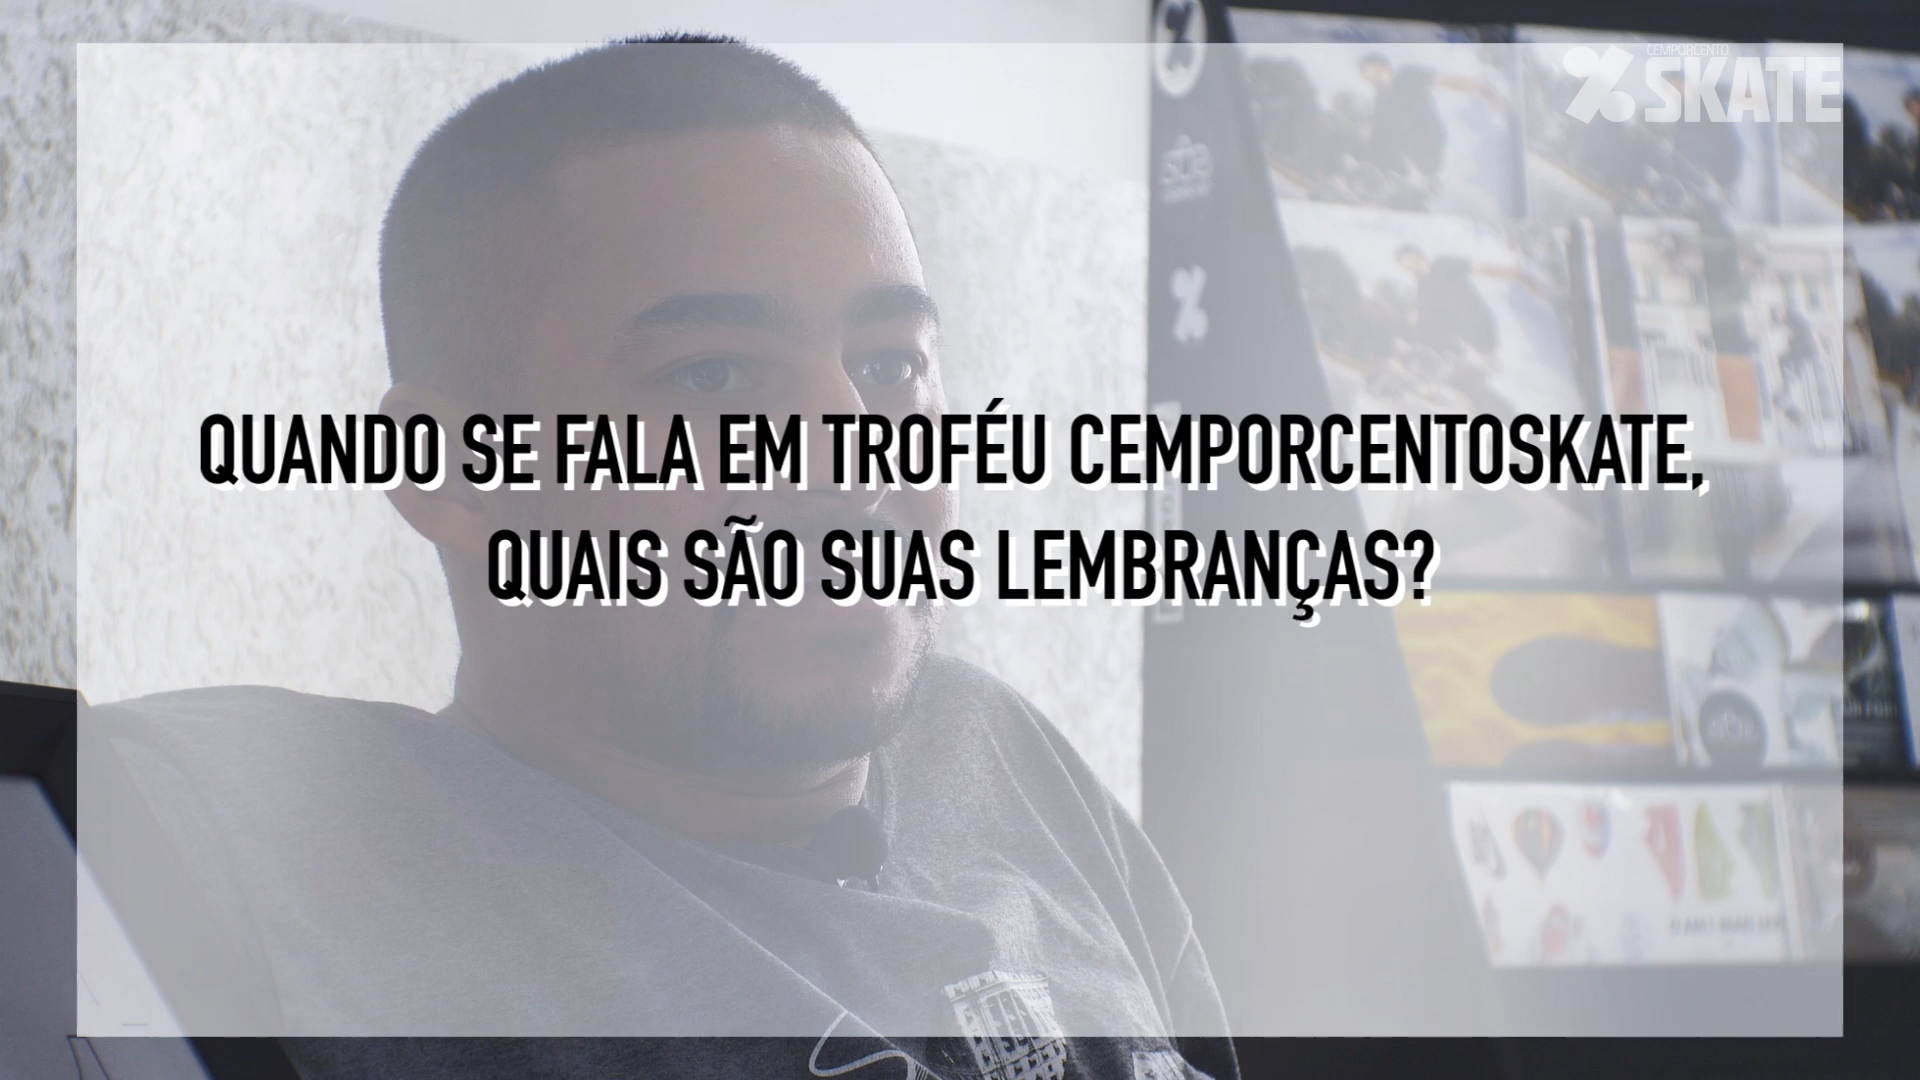 CEMPORCENTO
SKATE
QUANDO SE FALA EM TROFÉU CEMPORCENTOSKATE,
QUAIS SÃO SUAS LEMBRANÇAS?